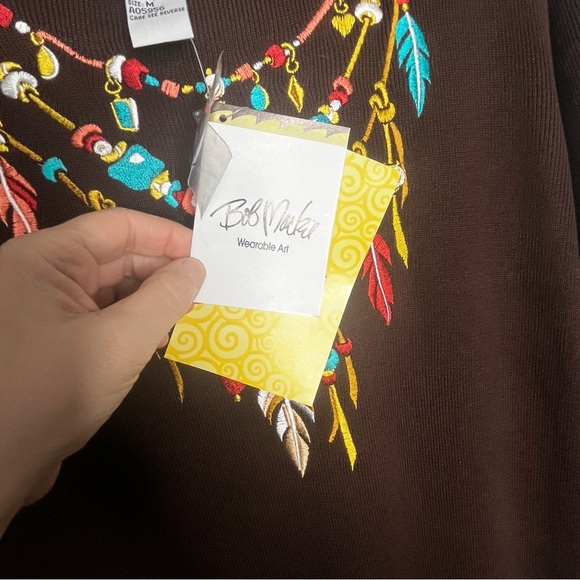 SIZE: M
A05956
CARE SEE REVERSE
Bob Mackie
Wearable Art